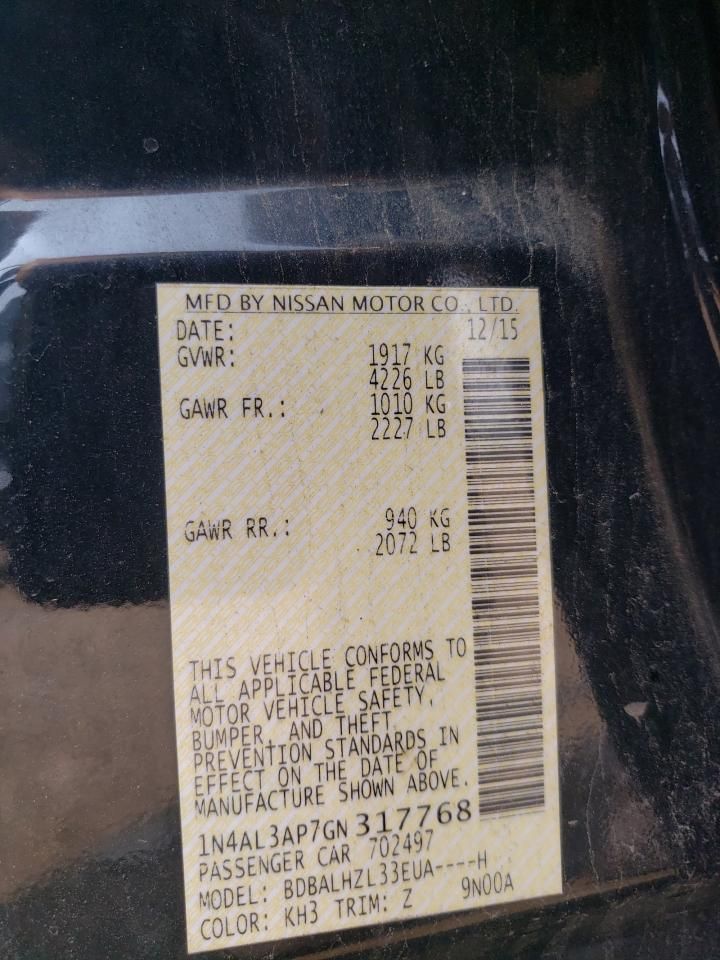 MFD BY NISSAN MOTOR CO., LTD.
DATE: 12/15
GVWR: 1917 KG
4226 LB
GAWR FR.: 1010 KG
2227 LB
GAWR RR.: 940 KG
2072 LB
THIS VEHICLE CONFORMS TO
ALL APPLICABLE FEDERAL
MOTOR VEHICLE SAFETY,
BUMPER, AND THEFT
PREVENTION STANDARDS IN
EFFECT ON THE DATE OF
MANUFACTURE SHOWN ABOVE.
1N4AL3AP7GN317768
PASSENGER CAR 702497
MODEL: BDBALHZL33EUA----H
COLOR: KH3 TRIM: Z 9N00A